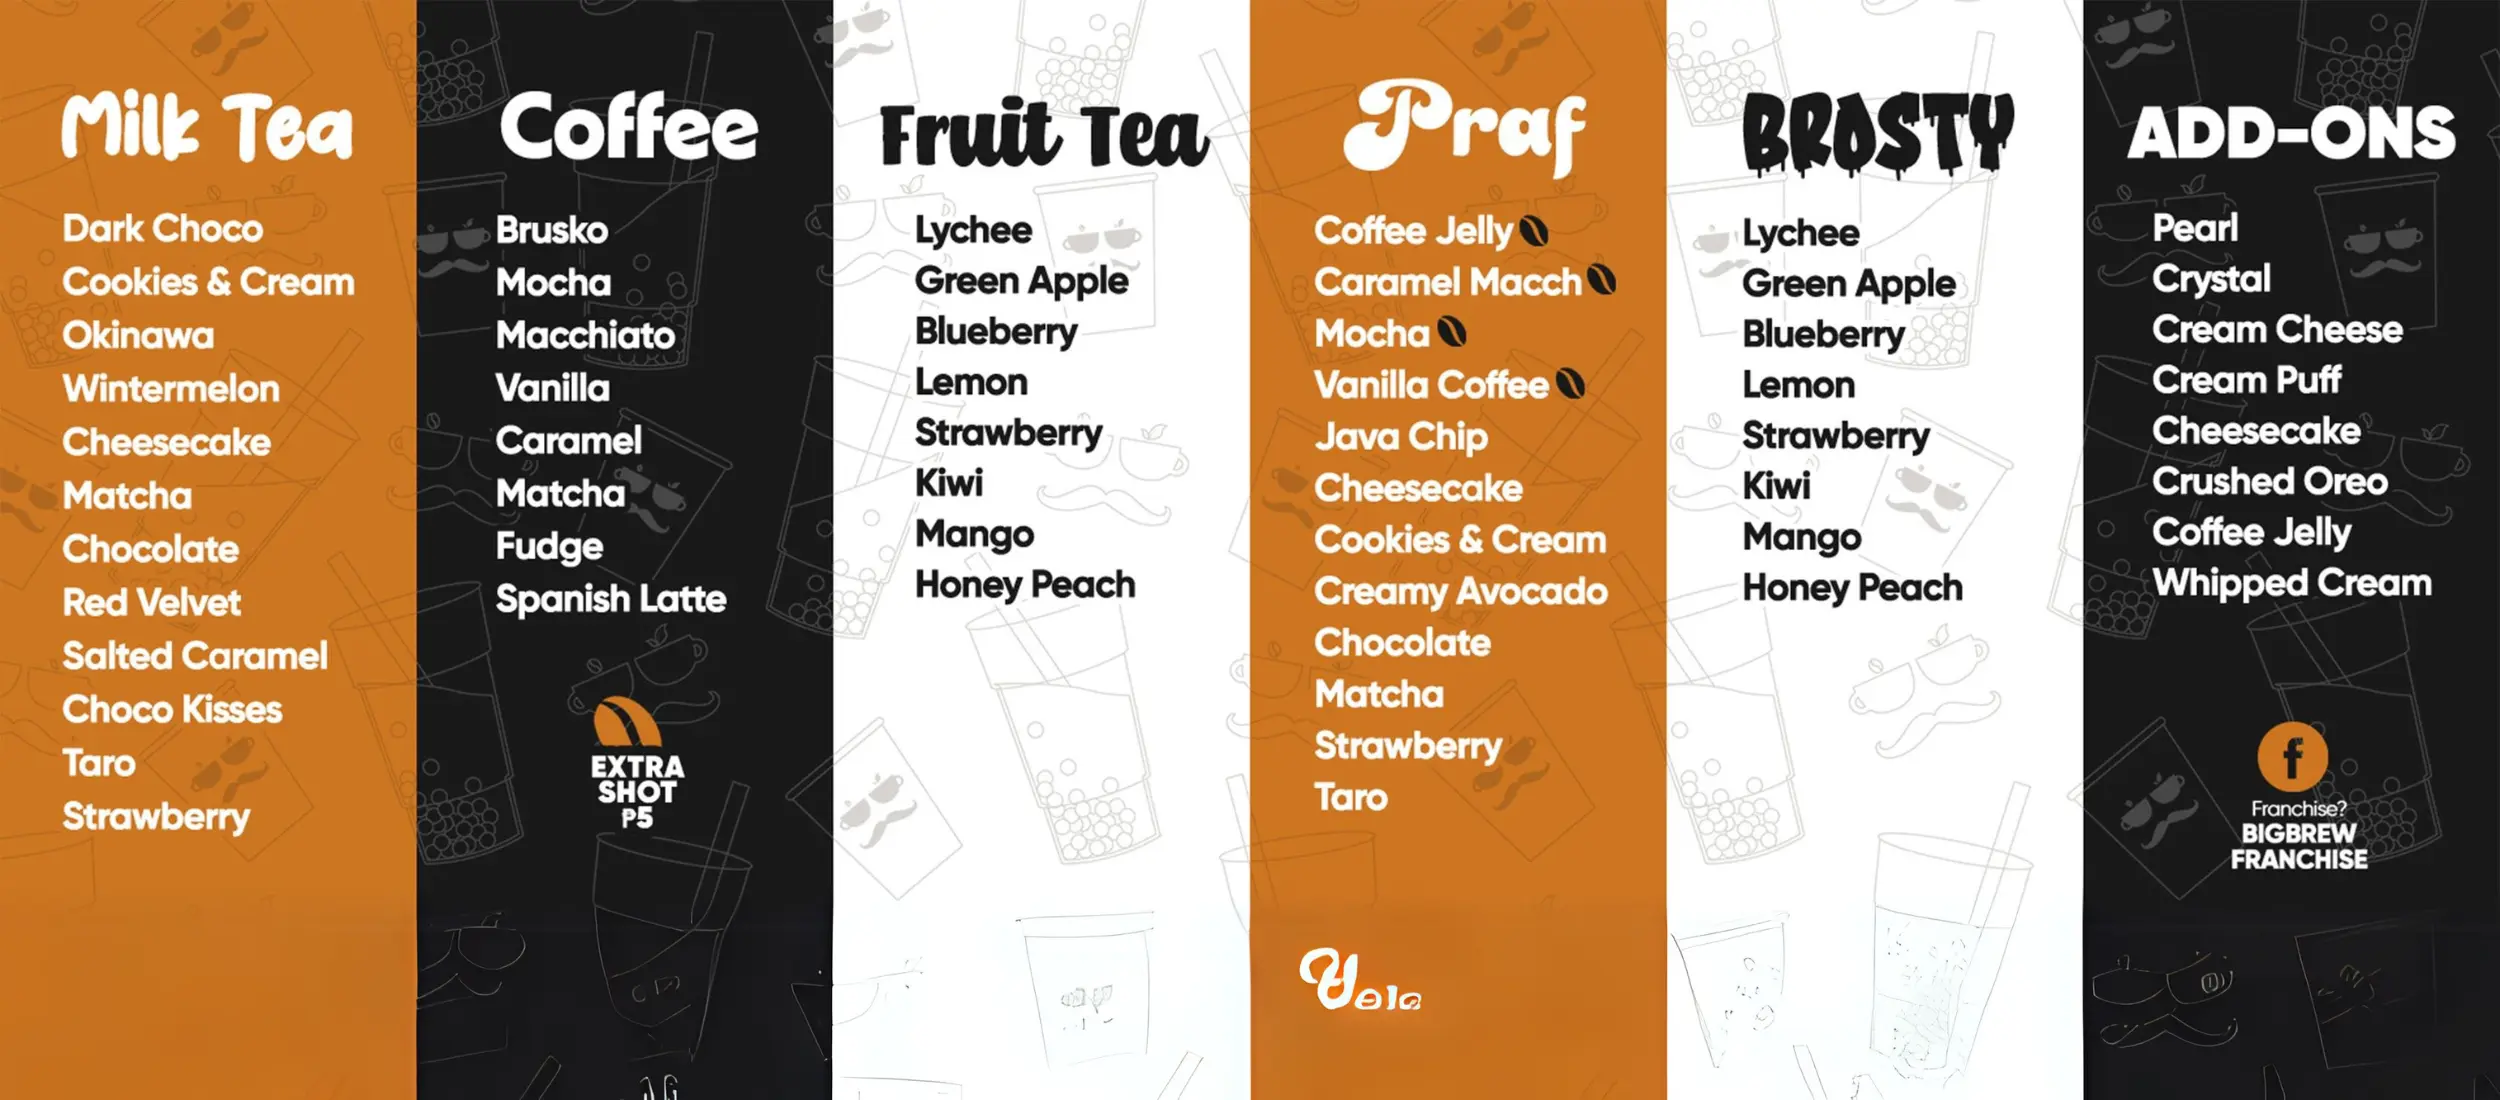 Milk Tea
Dark Choco
Cookies & Cream
Okinawa
Wintermelon
Cheesecake
Matcha
Chocolate
Red Velvet
Salted Caramel
Choco Kisses
Taro
Strawberry
Coffee
Brusko
Mocha
Macchiato
Vanilla
Caramel
Matcha
Fudge
Spanish Latte
EXTRA
SHOT
P5
Fruit Tea
Lychee
Green Apple
Blueberry
Lemon
Strawberry
Kiwi
Mango
Honey Peach
Praf
Coffee Jelly
Caramel Macch
Mocha
Vanilla Coffee
Java Chip
Cheesecake
Cookies & Cream
Creamy Avocado
Chocolate
Matcha
Strawberry
Taro
BROSTY
Lychee
Green Apple
Blueberry
Lemon
Strawberry
Kiwi
Mango
Honey Peach
ADD-ONS
Pearl
Crystal
Cream Cheese
Cream Puff
Cheesecake
Crushed Oreo
Coffee Jelly
Whipped Cream
f
Franchise?
BIGBREW
FRANCHISE